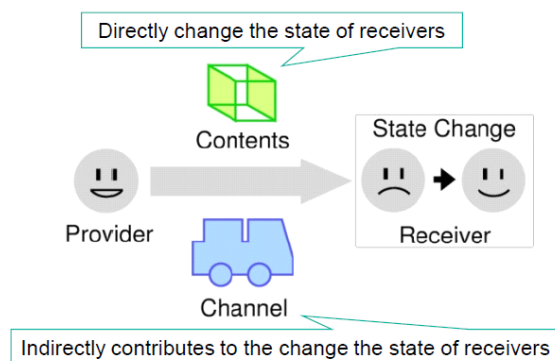 Directly change the state of receivers
Contents
State Change
Provider
Receiver
Channel
Indirectly contributes to the change the state of receivers